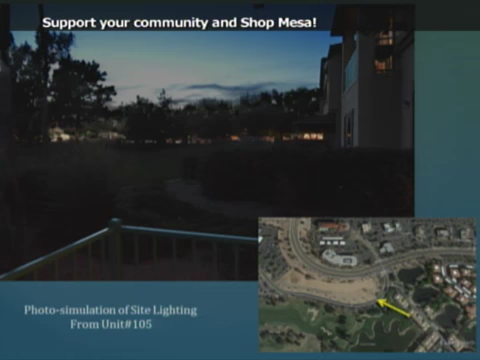 Support your community and Shop Mesa!
Photo-simulation of Site Lighting
From Unit#105